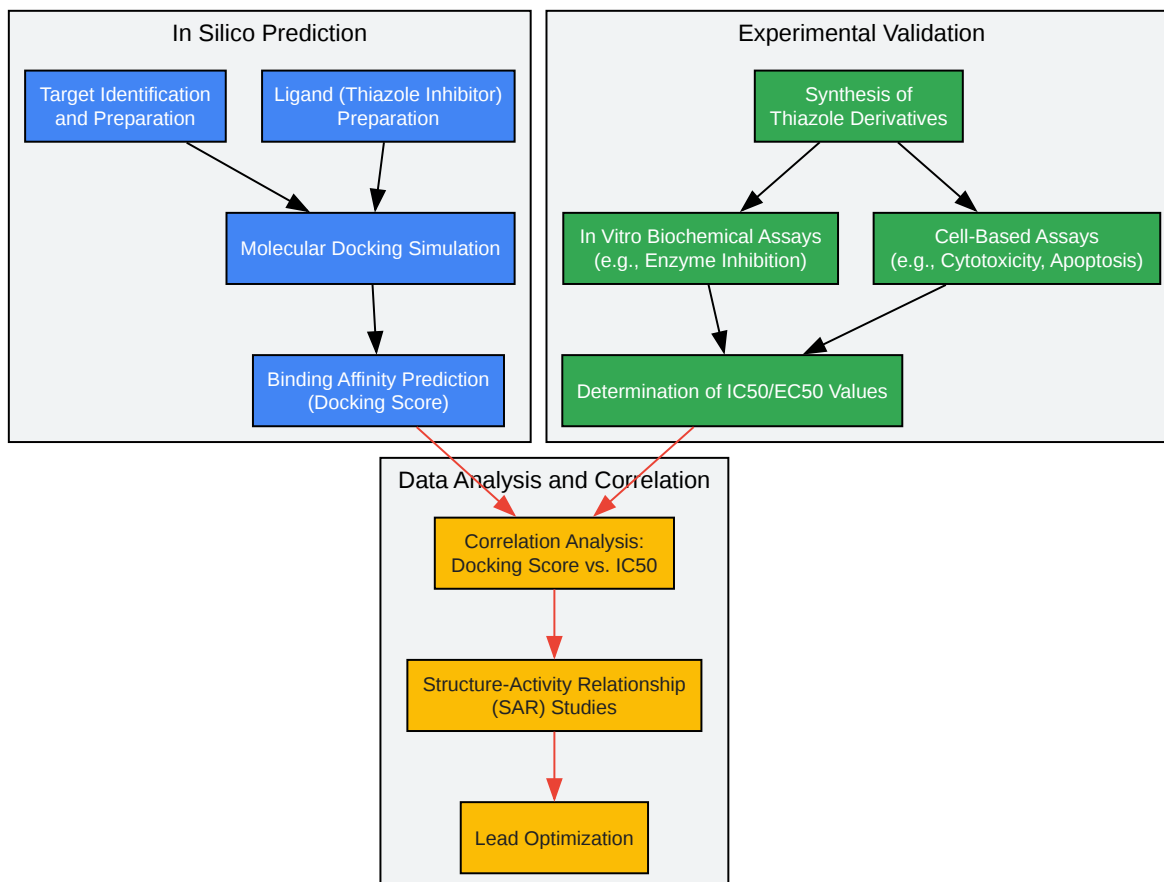 In Silico Prediction
Target Identification
and Preparation
Ligand (Thiazole Inhibitor)
Preparation
Molecular Docking Simulation
Binding Affinity Prediction
(Docking Score)
Experimental Validation
Synthesis of
Thiazole Derivatives
In Vitro Biochemical Assays
(e.g., Enzyme Inhibition)
Cell-Based Assays
(e.g., Cytotoxicity, Apoptosis)
Determination of IC50/EC50 Values
Data Analysis and Correlation
Correlation Analysis:
Docking Score vs. IC50
Structure-Activity Relationship
(SAR) Studies
Lead Optimization